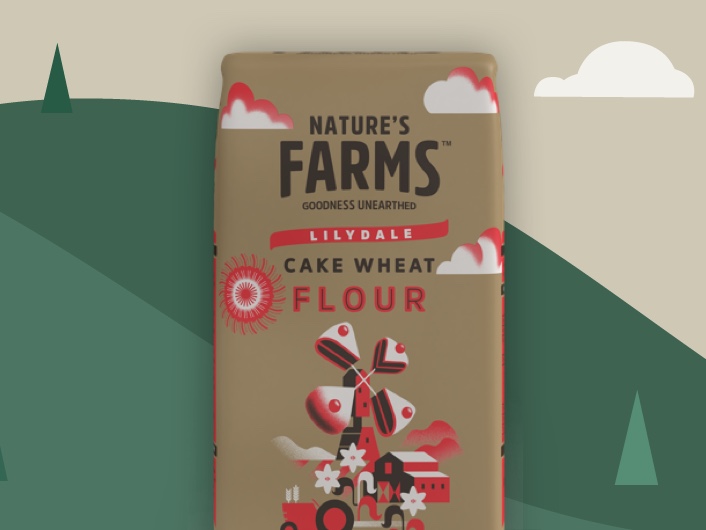 NATURE'S
FARMS™
GOODNESS UNEARTHED
LILYDALE
CAKE WHEAT
FLOUR